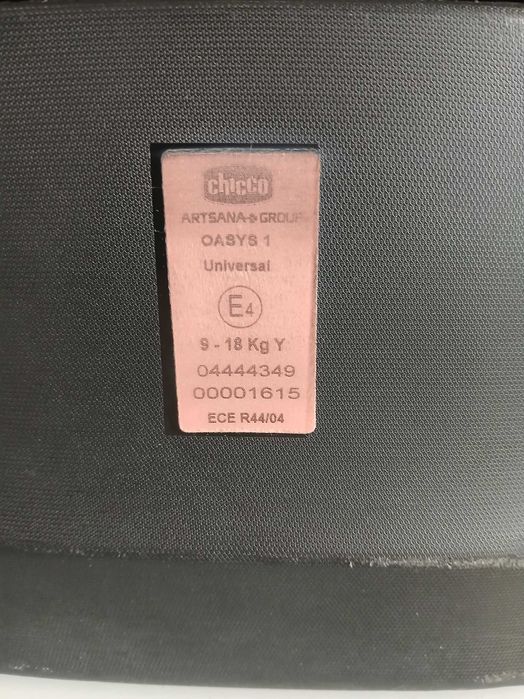 chicco
ARTSANA GROUP
OASYS 1
Universal
E4
9 - 18 Kg Y
04444349
00001615
ECE R44/04